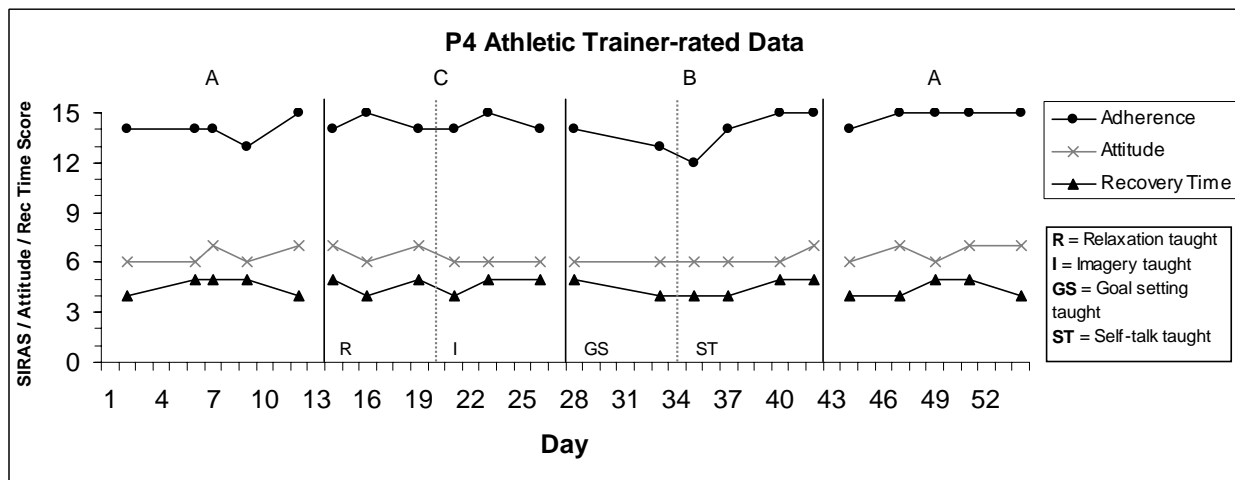 P4 Athletic Trainer-rated Data
A C B A
SIRAS / Attitude / Rec Time Score
15
12
9
6
3
0
R I GS ST
1 4 7 10 13 16 19 22 25 28 31 34 37 40 43 46 49 52
Day
Adherence
Attitude
Recovery Time
R = Relaxation taught
I = Imagery taught
GS = Goal setting
taught
ST = Self-talk taught